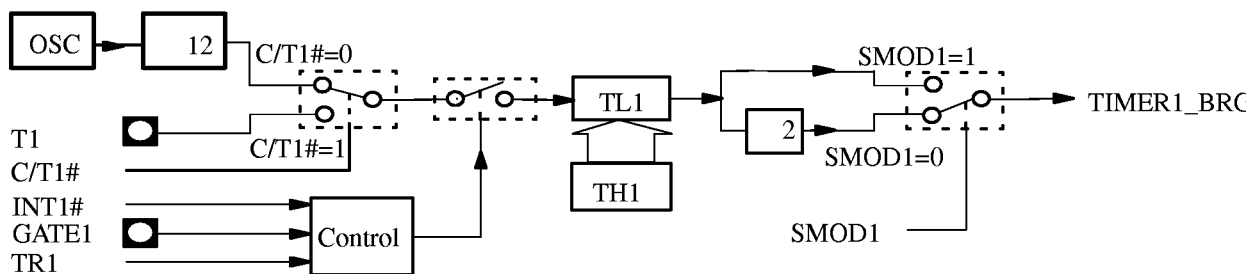 OSC
12
C/T1#=0
T1
C/T1#=1
C/T1#
INT1#
GATE1
TR1
Control
TL1
TH1
SMOD1=1
2
SMOD1=0
SMOD1
TIMER1_BRG